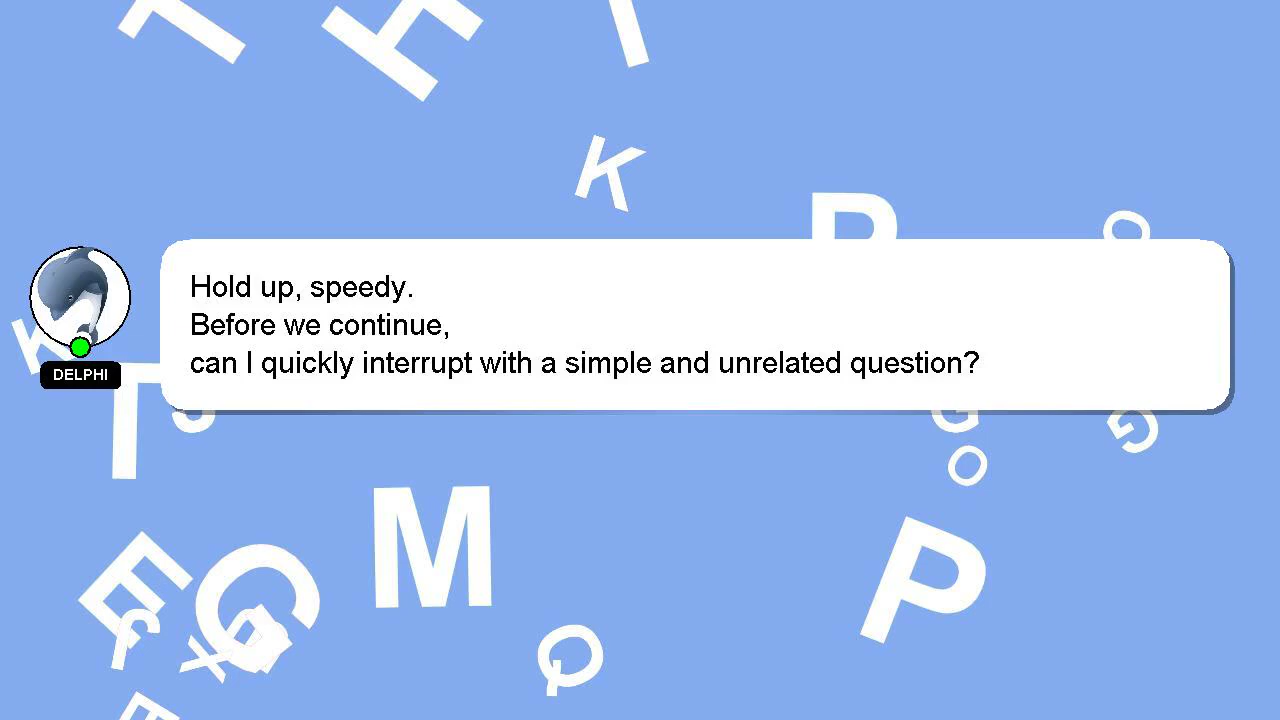 T
H
I
K
P
O
Hold up, speedy.
Before we continue,
can I quickly interrupt with a simple and unrelated question?
K
DELPHI
T
J
G
G
O
M
P
E
G
J
X
Q
E